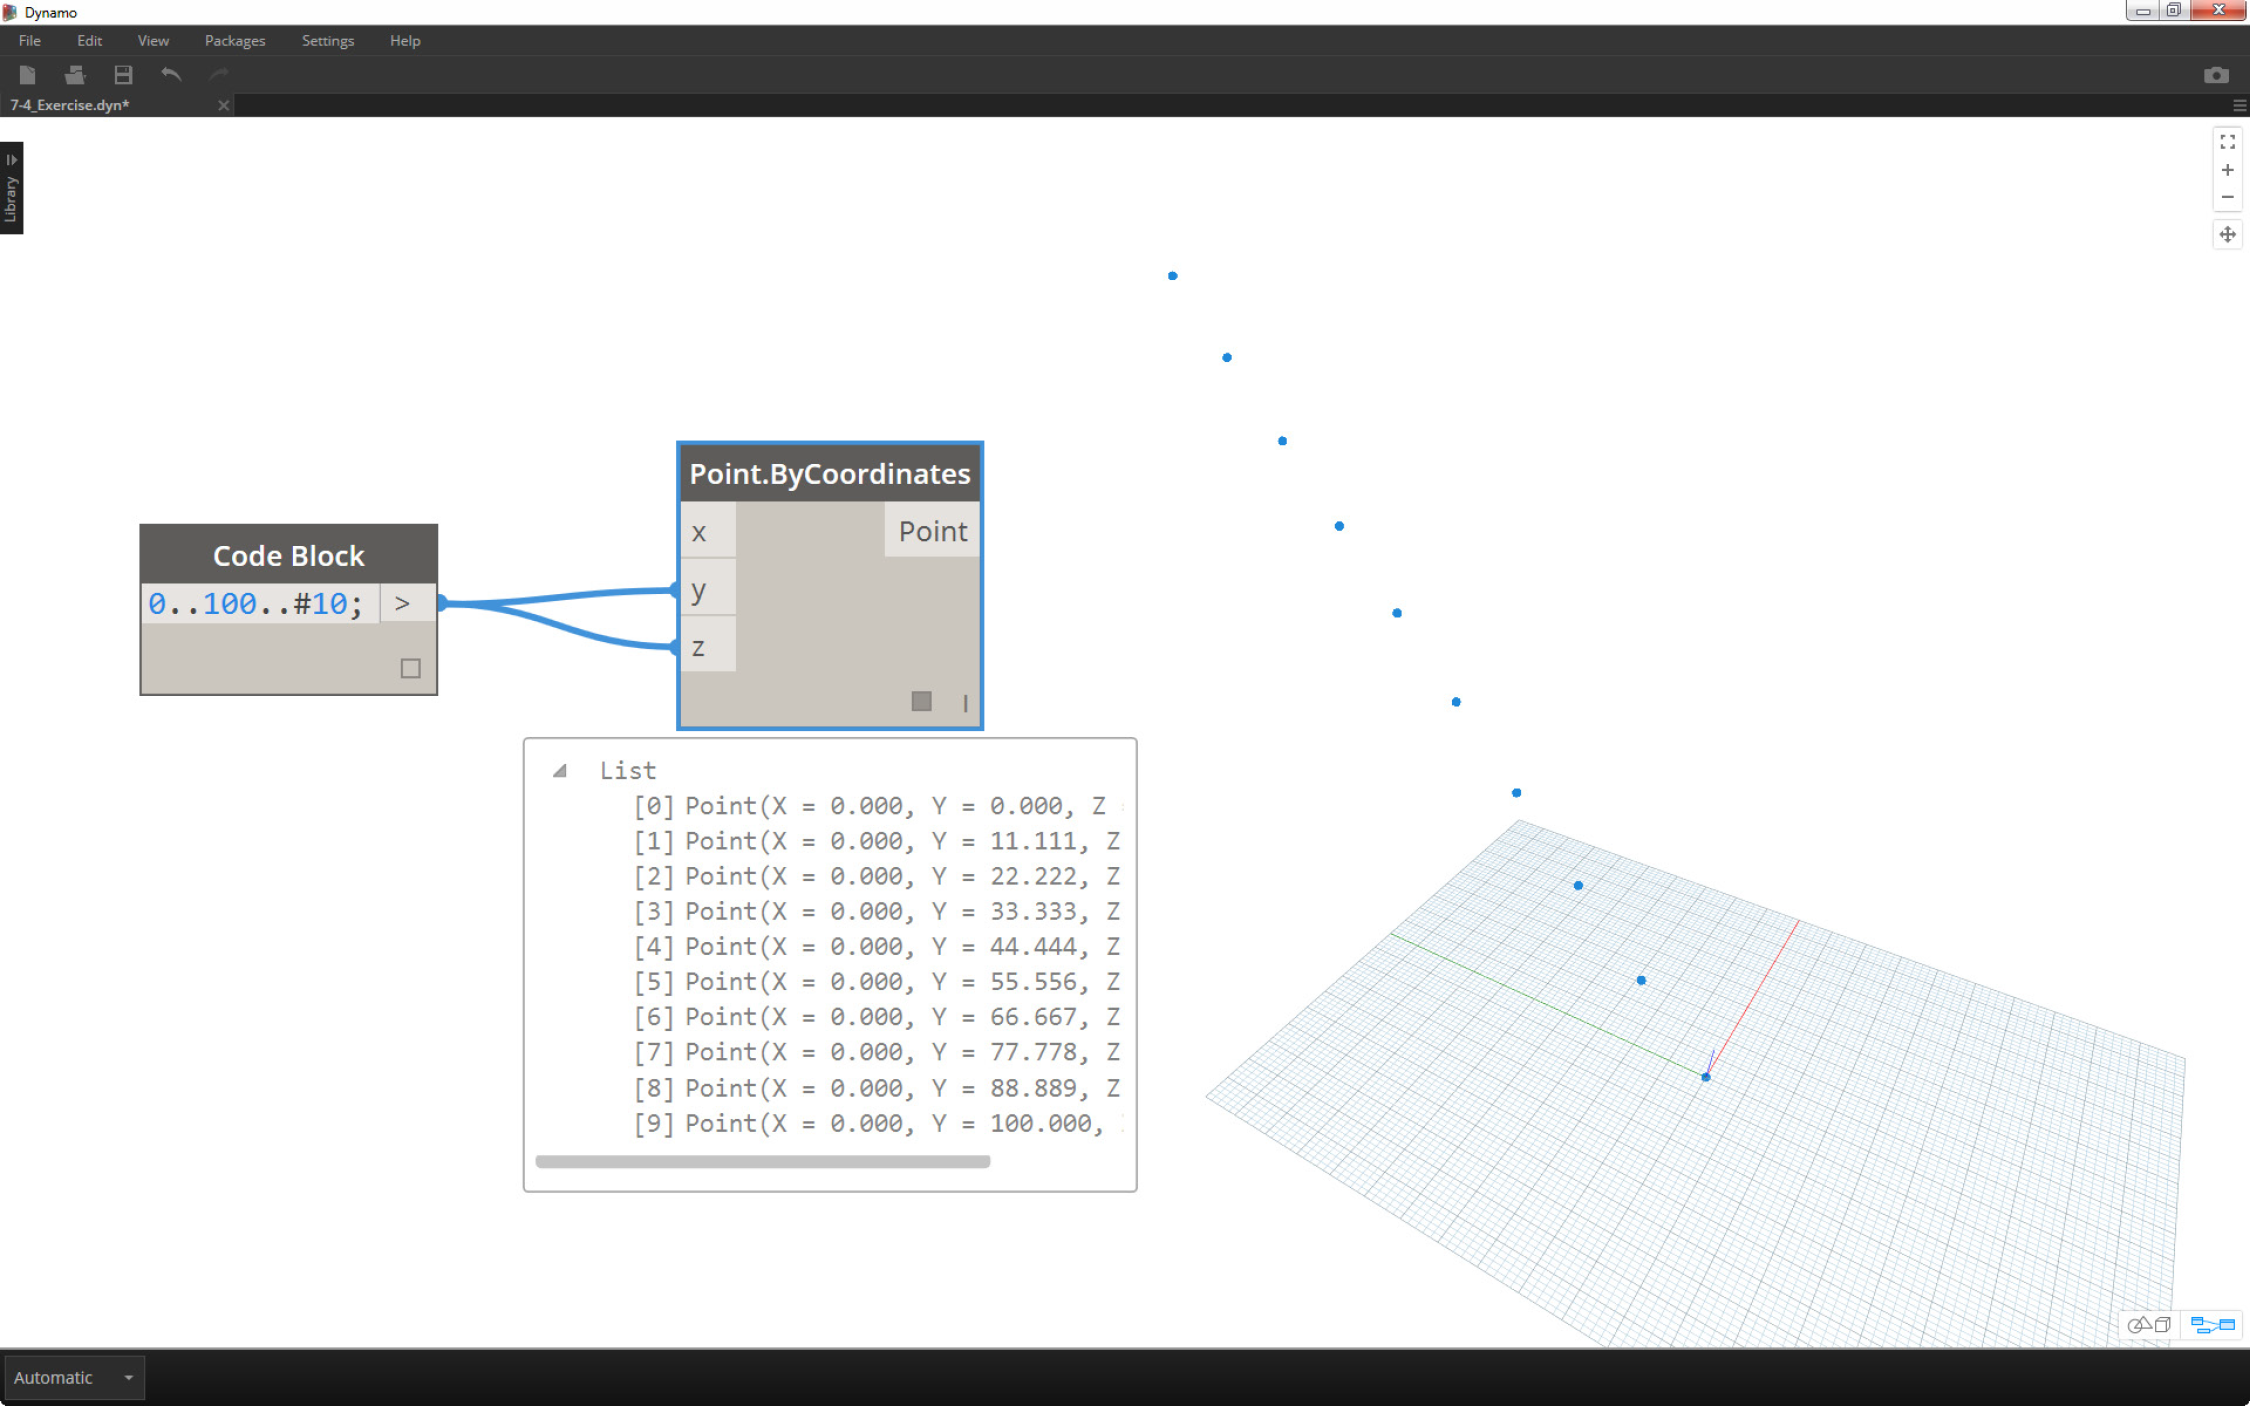 Dynamo
File Edit View Packages Settings Help
7-4_Exercise.dyn*
Library
Point.ByCoordinates
x Point
y
z
Code Block
0..100..#10; >
List
[0] Point(X = 0.000, Y = 0.000, Z
[1] Point(X = 0.000, Y = 11.111, Z
[2] Point(X = 0.000, Y = 22.222, Z
[3] Point(X = 0.000, Y = 33.333, Z
[4] Point(X = 0.000, Y = 44.444, Z
[5] Point(X = 0.000, Y = 55.556, Z
[6] Point(X = 0.000, Y = 66.667, Z
[7] Point(X = 0.000, Y = 77.778, Z
[8] Point(X = 0.000, Y = 88.889, Z
[9] Point(X = 0.000, Y = 100.000,
Automatic